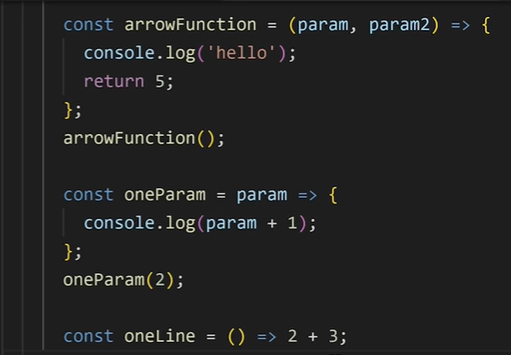 const arrowFunction = (param, param2) => {
  console.log('hello');
  return 5;
};
arrowFunction();

const oneParam = param => {
  console.log(param + 1);
};
oneParam(2);

const oneLine = () => 2 + 3;